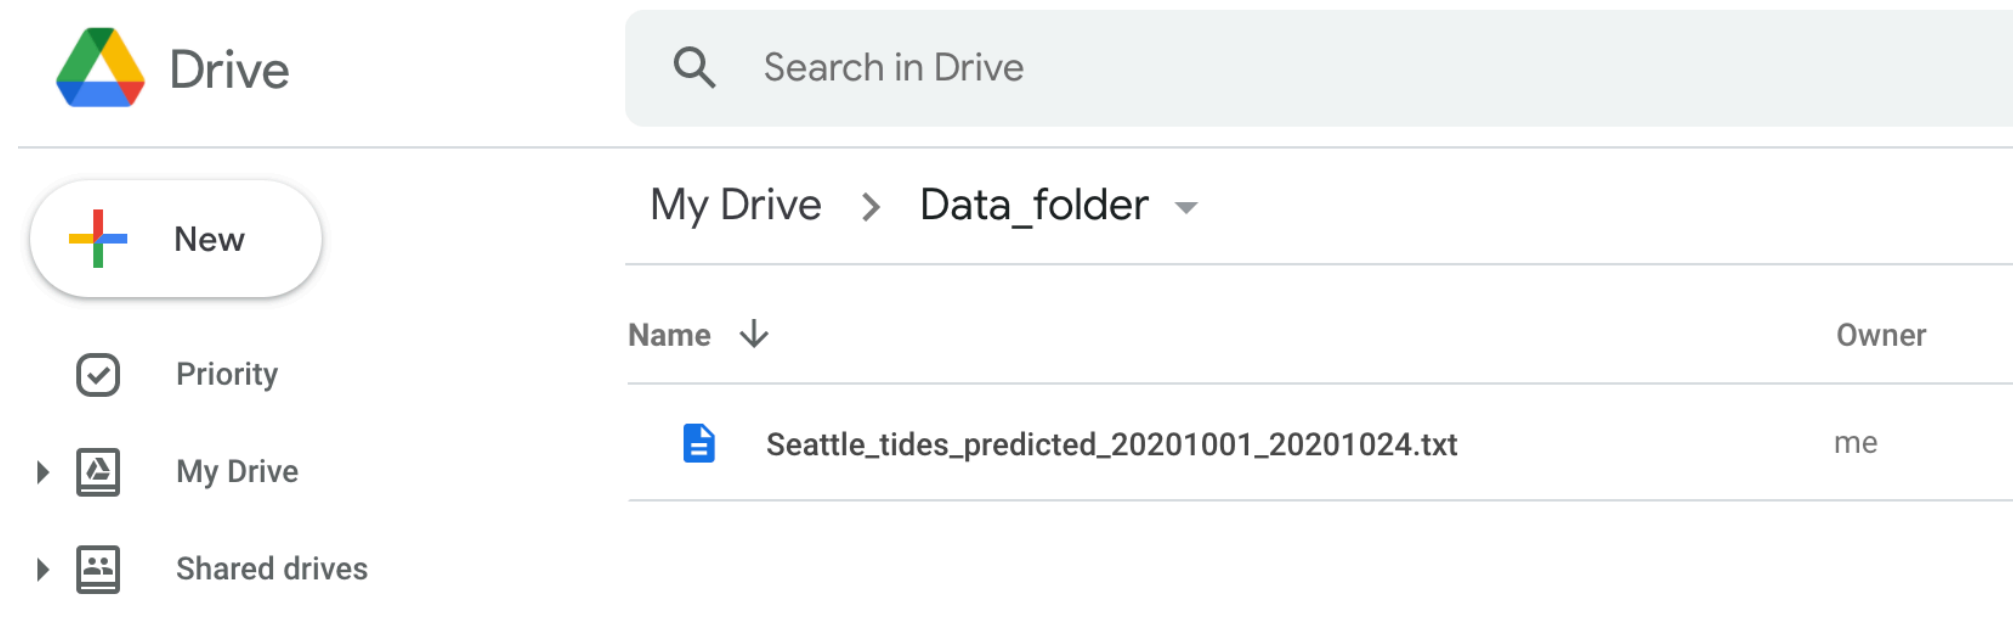 Drive
Search in Drive
New
My Drive
Data_folder
Name
Owner
Priority
My Drive
Shared drives
Seattle_tides_predicted_20201001_20201024.txt
me